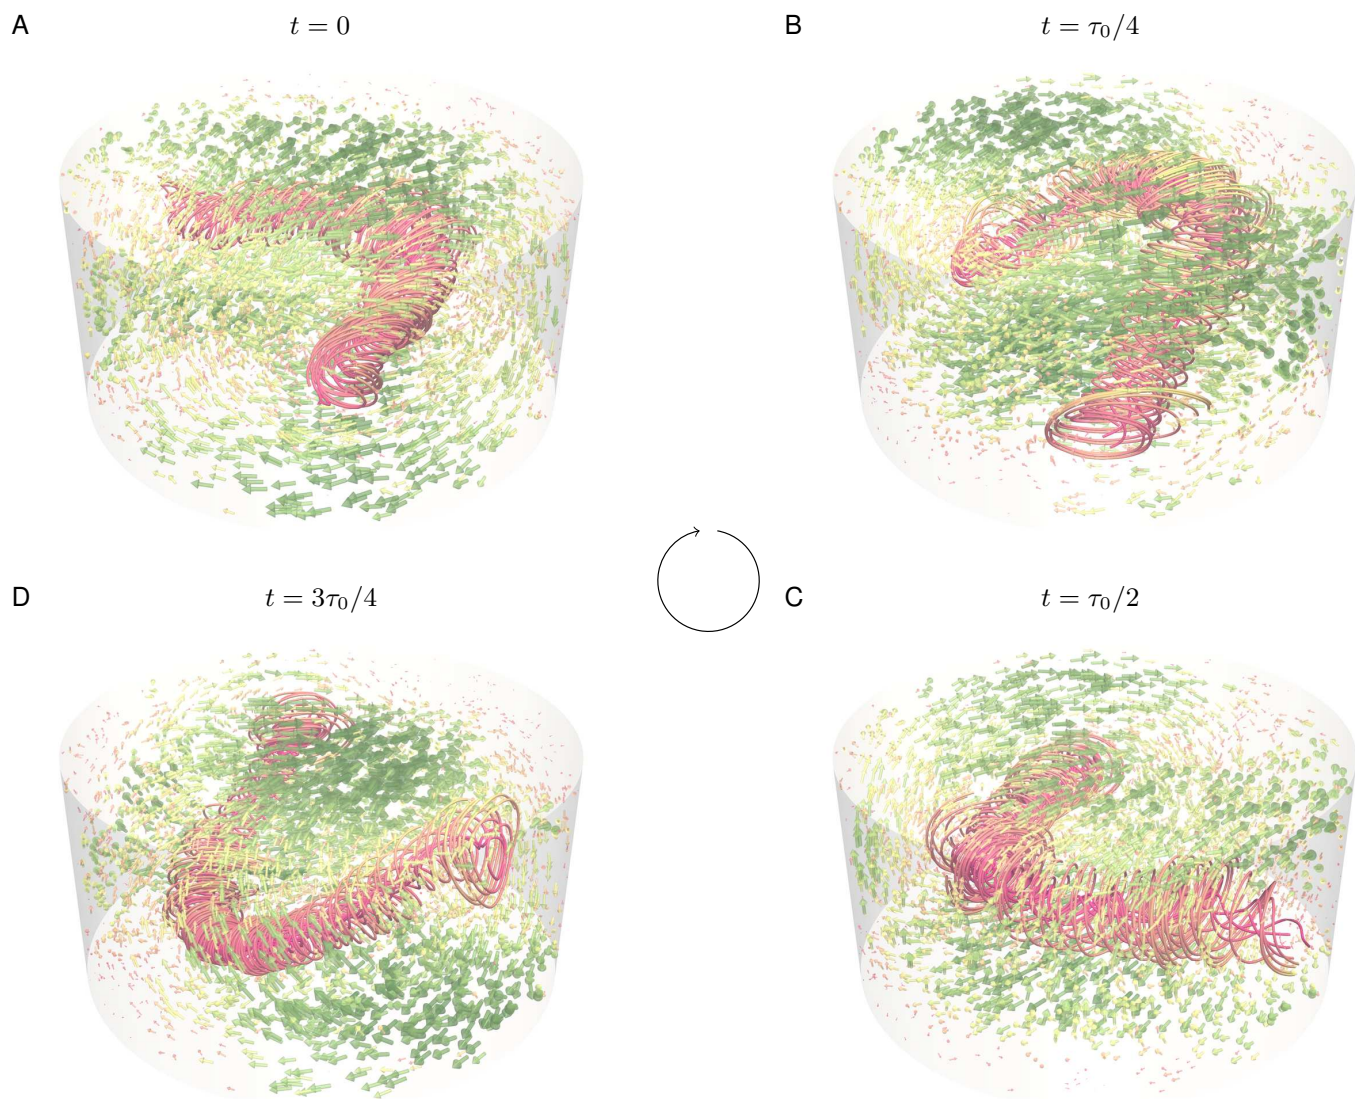 A
t = 0
B
t = τ₀/4
D
t = 3τ₀/4
C
t = τ₀/2